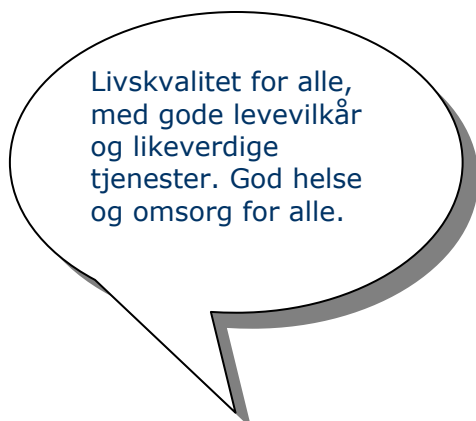 Livskvalitet for alle,
med gode levevilkår
og likeverdige
tjenester. God helse
og omsorg for alle.